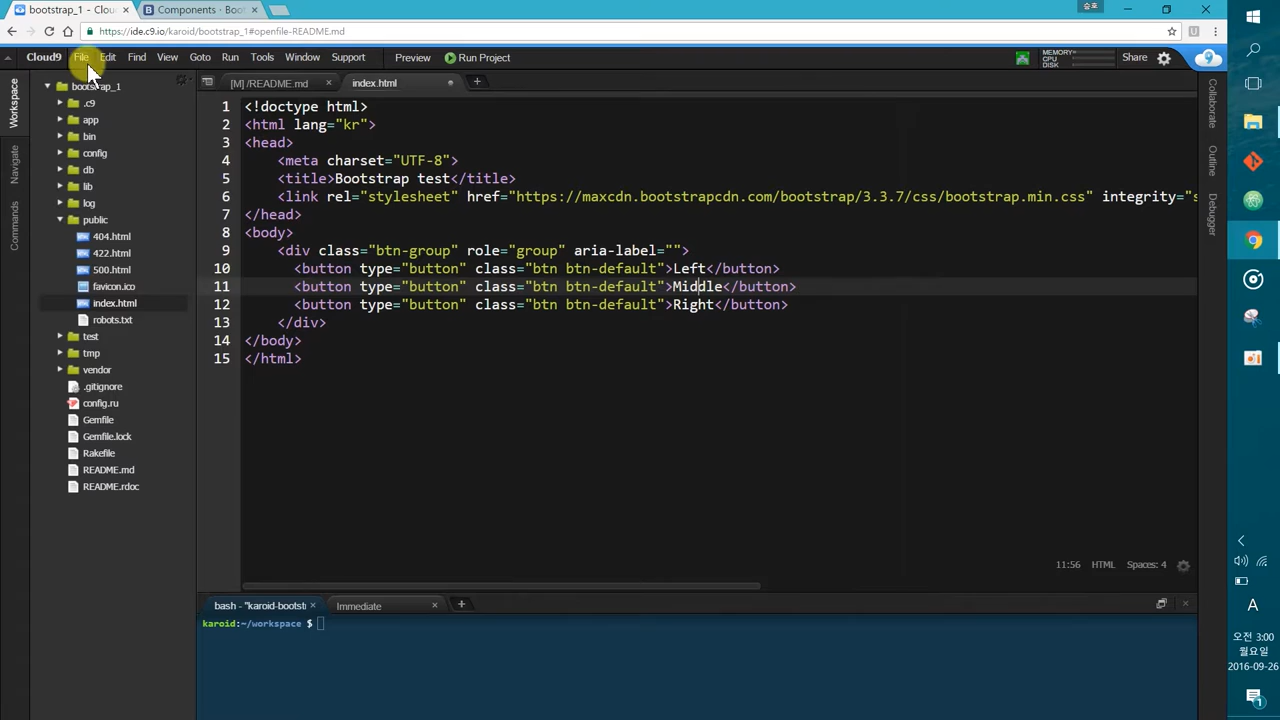 bootstrap_1 - Clou
Components · Boo
승호
https://ide.c9.io/karoid/bootstrap_1#openfile-README.md
Cloud9 File Edit Find View Goto Run Tools Window Support Preview Run Project
MEMORY
CPU
DISK
Share
Workspace
Navigate
Commands
bootstrap_1
.c9
app
bin
config
db
lib
log
public
404.html
422.html
500.html
favicon.ico
index.html
robots.txt
test
tmp
vendor
.gitignore
config.ru
Gemfile
Gemfile.lock
Rakefile
README.md
README.rdoc
[M] /README.md
index.html
1 <!doctype html>
2 <html lang="kr">
3 <head>
4 <meta charset="UTF-8">
5 <title>Bootstrap test</title>
6 <link rel="stylesheet" href="https://maxcdn.bootstrapcdn.com/bootstrap/3.3.7/css/bootstrap.min.css" integrity="s
7 </head>
8 <body>
9 <div class="btn-group" role="group" aria-label="">
10 <button type="button" class="btn btn-default">Left</button>
11 <button type="button" class="btn btn-default">Middle</button>
12 <button type="button" class="btn btn-default">Right</button>
13 </div>
14 </body>
15 </html>
11:56 HTML Spaces: 4
bash - "karoid-bootst
Immediate
karoid:~/workspace $
Collaborate
Outline
Debugger
A
오전 3:00
월요일
2016-09-26
1